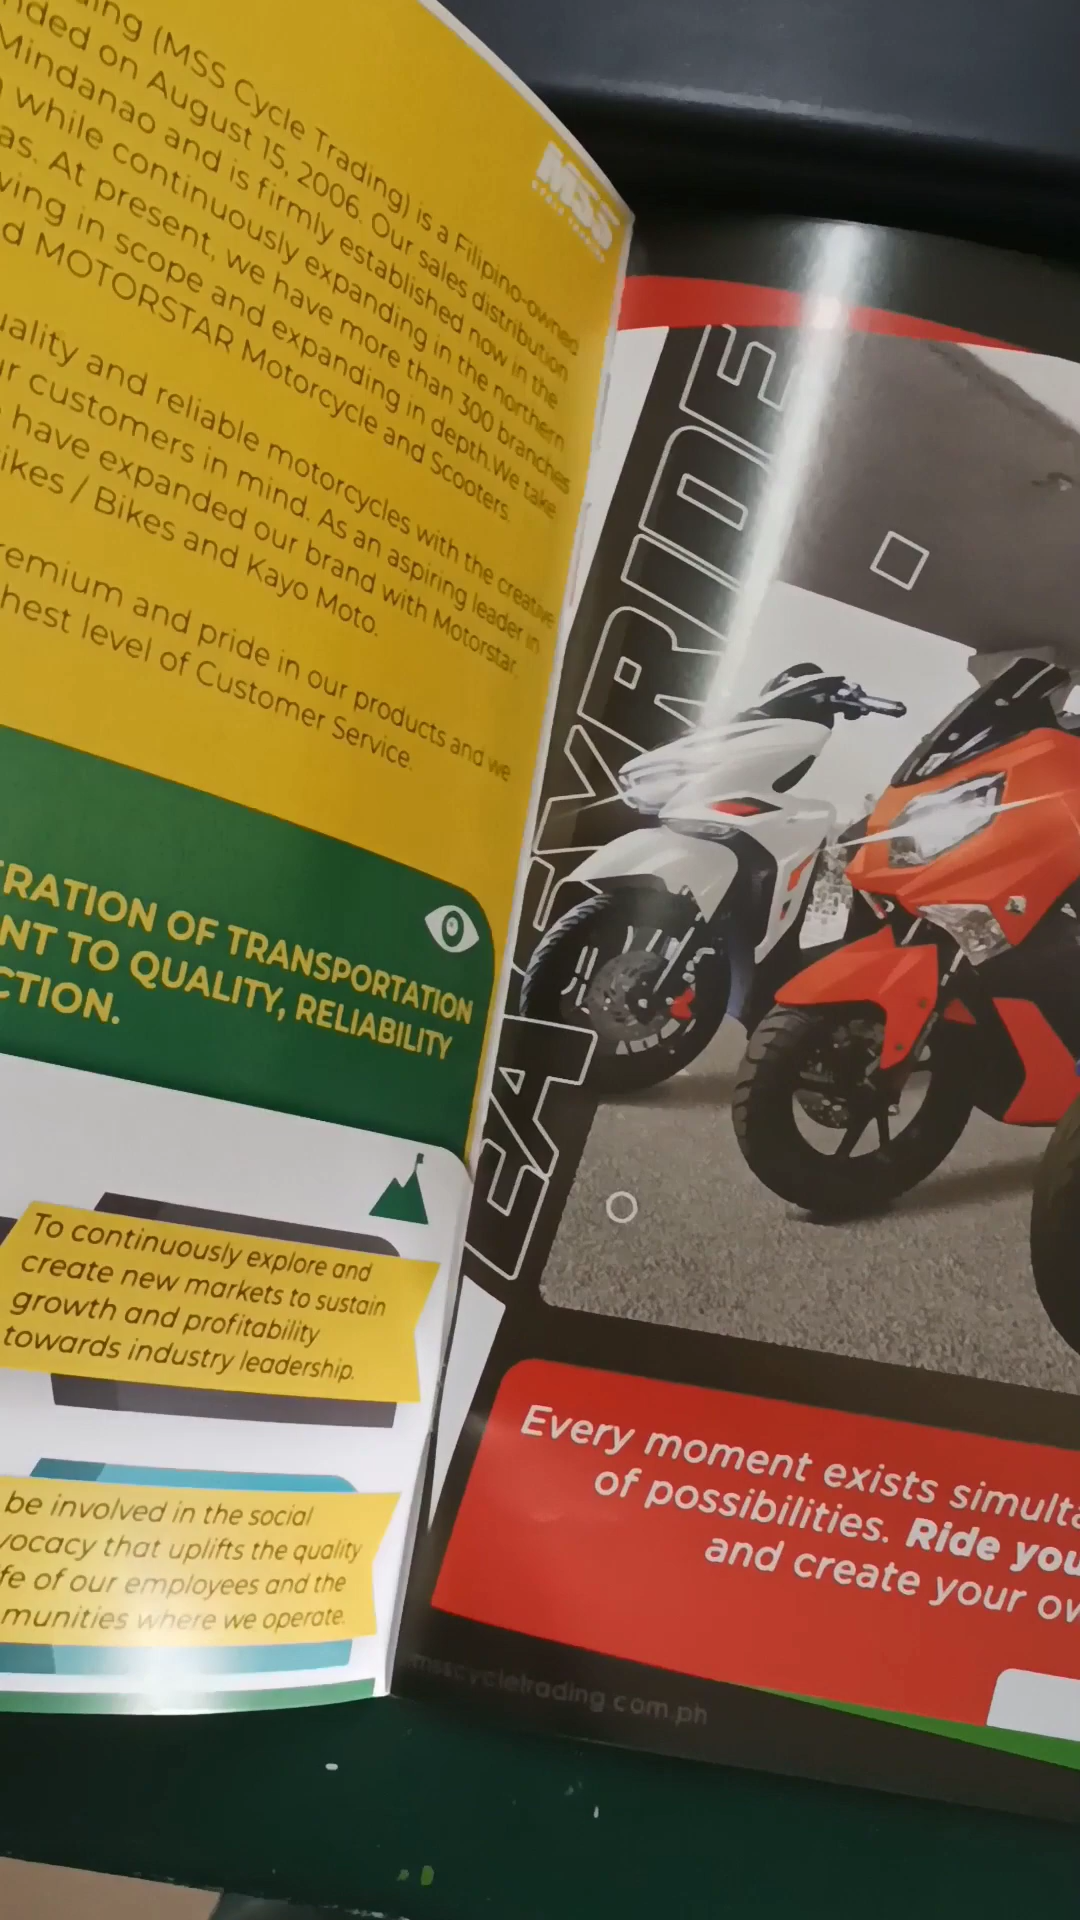 (MSS Cycle Trading) is a Filipino-owned
on August 15, 2006. Our sales distribution
Mindanao and is firmly established now in the
while continuously expanding in the northern
as. At present, we have more than 300 branches
ving in scope and expanding in depth.We take
d MOTORSTAR Motorcycle and Scooters.
uality and reliable motorcycles with the creative
ur customers in mind. As an aspiring leader in
have expanded our brand with Motorstar
ikes / Bikes and Kayo Moto.
remium and pride in our products and we
hest level of Customer Service.
MSS
CYCLE TRADING
RATION OF TRANSPORTATION
NT TO QUALITY, RELIABILITY
CTION.
To continuously explore and
create new markets to sustain
growth and profitability
towards industry leadership.
be involved in the social
vocacy that uplifts the quality
fe of our employees and the
munities where we operate.
EASYRIDE
Every moment exists simulta
of possibilities. Ride you
and create your ow
msscycletrading.com.ph